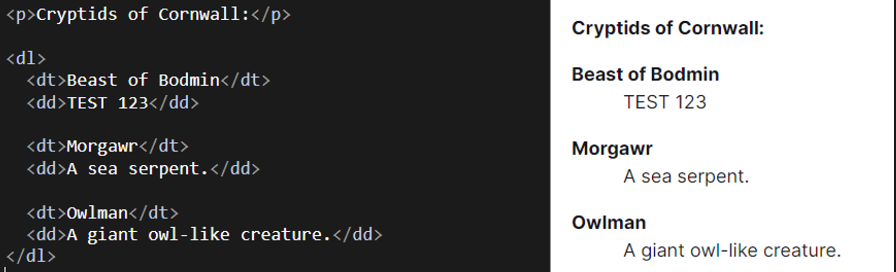 <p>Cryptids of Cornwall:</p>
<dl>
<dt>Beast of Bodmin</dt>
<dd>TEST 123</dd>
<dt>Morgawr</dt>
<dd>A sea serpent.</dd>
<dt>Owlman</dt>
<dd>A giant owl-like creature.</dd>
</dl>
Cryptids of Cornwall:
Beast of Bodmin
TEST 123
Morgawr
A sea serpent.
Owlman
A giant owl-like creature.